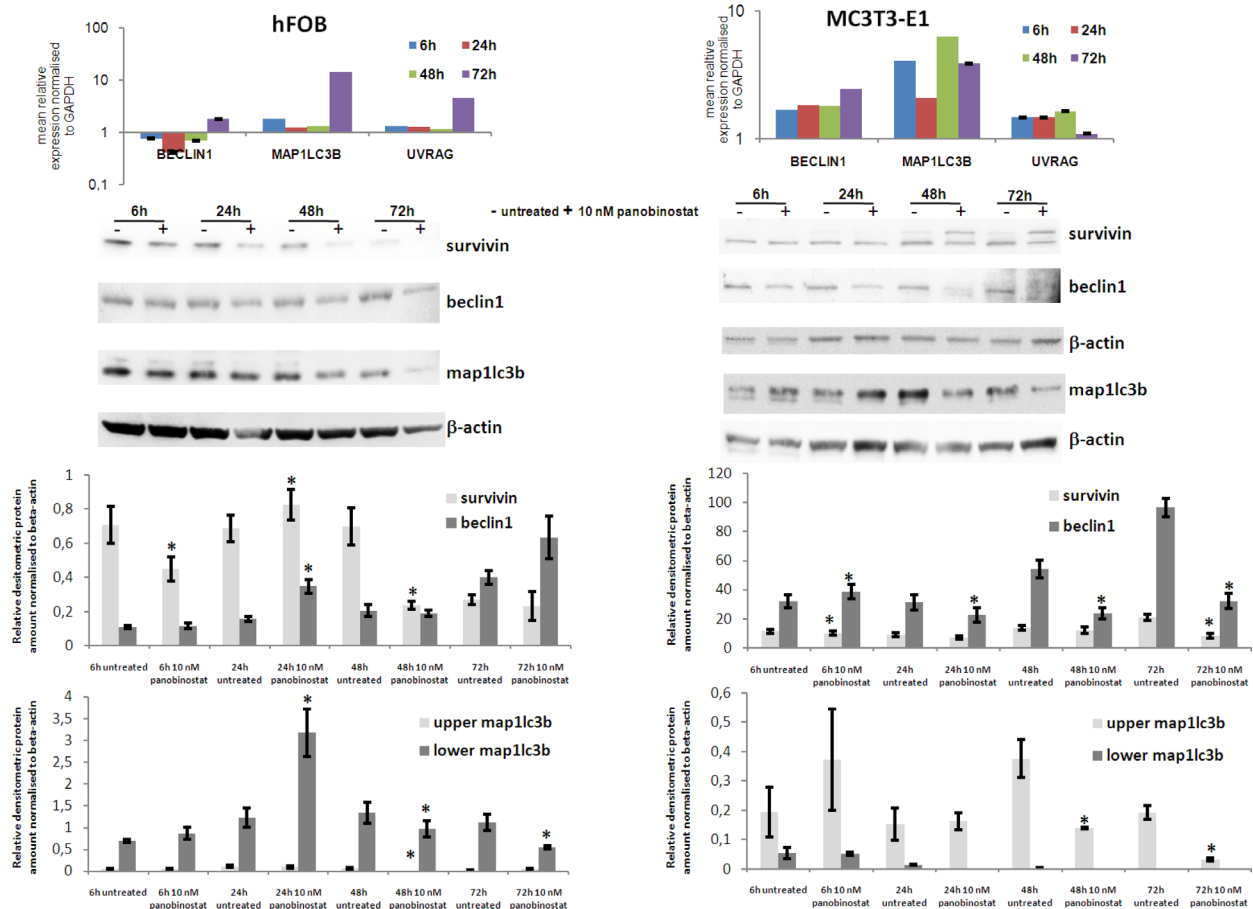 hFOB
100
10
1
0,1
mean relative
expression normalised
to GAPDH
6h
24h
48h
72h
BECLIN1
MAP1LC3B
UVRAG
MC3T3-E1
10
1
mean realtive
expression normalised
to GAPDH
6h
24h
48h
72h
BECLIN1
MAP1LC3B
UVRAG
6h 24h 48h 72h
- + - + - + - +
- untreated + 10 nM panobinostat
survivin
beclin1
map1lc3b
β-actin
6h 24h 48h 72h
- + - + - + - +
survivin
beclin1
β-actin
map1lc3b
β-actin
Relative desitometric protein
amount normalised to beta-actin
1
0,8
0,6
0,4
0,2
0
survivin
beclin1
* * * * *
6h untreated
6h 10 nM
panobinostat
24h
untreated
24h 10 nM
panobinostat
48h
untreated
48h 10 nM
panobinostat
72h
untreated
72h 10 nM
panobinostat
Relative densitometric protein
amount normalised to beta-actin
120
100
80
60
40
20
0
survivin
beclin1
* * * * * * * *
6h untreated
6h 10 nM
panobinostat
24h
untreated
24h 10 nM
panobinostat
48h
untreated
48h 10 nM
panobinostat
72h
untreated
72h 10 nM
panobinostat
Relative densitometric protein
amount normalised to beta-actin
4
3,5
3
2,5
2
1,5
1
0,5
0
upper map1lc3b
lower map1lc3b
* * * *
6h untreated
6h 10 nM
panobinostat
24h
untreated
24h 10 nM
panobinostat
48h
untreated
48h 10 nM
panobinostat
72h
untreated
72h 10 nM
panobinostat
Relative densitometric protein
amount normalised to beta-actin
0,6
0,5
0,4
0,3
0,2
0,1
0
upper map1lc3b
lower map1lc3b
* *
6h untreated
6h 10 nM
panobinostat
24h
untreated
24h 10 nM
panobinostat
48h
untreated
48h 10 nM
panobinostat
72h
untreated
72h 10 nM
panobinostat